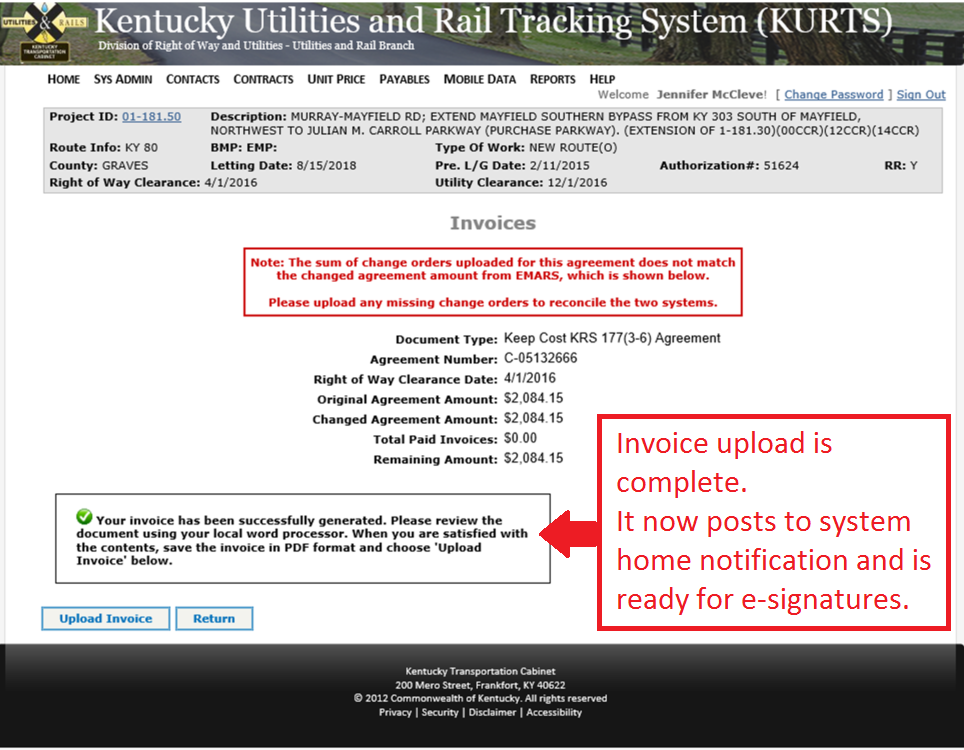 UTILITIES & RAILS
KENTUCKY
TRANSPORTATION
CABINET
Kentucky Utilities and Rail Tracking System (KURTS)
Division of Right of Way and Utilities - Utilities and Rail Branch
HOME SYS ADMIN CONTACTS CONTRACTS UNIT PRICE PAYABLES MOBILE DATA REPORTS HELP
Welcome Jennifer McCleve! [ Change Password ] Sign Out
Project ID: 01-181.50 Description: MURRAY-MAYFIELD RD; EXTEND MAYFIELD SOUTHERN BYPASS FROM KY 303 SOUTH OF MAYFIELD,
NORTHWEST TO JULIAN M. CARROLL PARKWAY (PURCHASE PARKWAY). (EXTENSION OF 1-181.30)(00CCR)(12CCR)(14CCR)
Route Info: KY 80 BMP: EMP: Type Of Work: NEW ROUTE(O)
County: GRAVES Letting Date: 8/15/2018 Pre. L/G Date: 2/11/2015 Authorization#: 51624 RR: Y
Right of Way Clearance: 4/1/2016 Utility Clearance: 12/1/2016
Invoices
Note: The sum of change orders uploaded for this agreement does not match
the changed agreement amount from EMARS, which is shown below.
Please upload any missing change orders to reconcile the two systems.
Document Type: Keep Cost KRS 177(3-6) Agreement
Agreement Number: C-05132666
Right of Way Clearance Date: 4/1/2016
Original Agreement Amount: $2,084.15
Changed Agreement Amount: $2,084.15
Total Paid Invoices: $0.00
Remaining Amount: $2,084.15
Your invoice has been successfully generated. Please review the
document using your local word processor. When you are satisfied with
the contents, save the invoice in PDF format and choose 'Upload
Invoice' below.
Invoice upload is
complete.
It now posts to system
home notification and is
ready for e-signatures.
Upload Invoice Return
Kentucky Transportation Cabinet
200 Mero Street, Frankfort, KY 40622
© 2012 Commonwealth of Kentucky. All rights reserved
Privacy | Security | Disclaimer | Accessibility